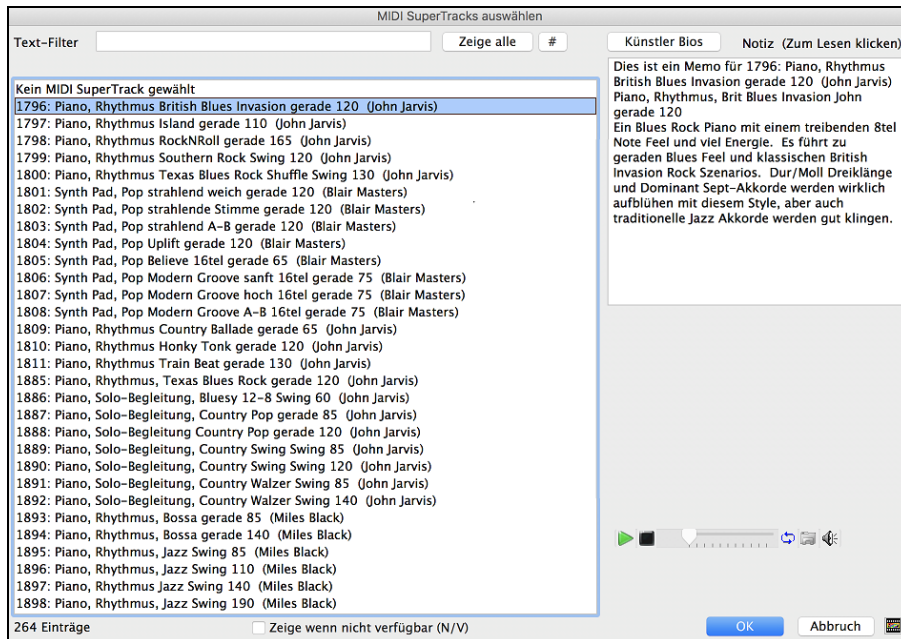 MIDI SuperTracks auswählen
Text-Filter
Zeige alle
#
Künstler Bios
Notiz (Zum Lesen klicken)
Kein MIDI SuperTrack gewählt
1796: Piano, Rhythmus British Blues Invasion gerade 120 (John Jarvis)
1797: Piano, Rhythmus Island gerade 110 (John Jarvis)
1798: Piano, Rhythmus RockNRoll gerade 165 (John Jarvis)
1799: Piano, Rhythmus Southern Rock Swing 120 (John Jarvis)
1800: Piano, Rhythmus Texas Blues Rock Shuffle Swing 130 (John Jarvis)
1801: Synth Pad, Pop strahlend weich gerade 120 (Blair Masters)
1802: Synth Pad, Pop strahlende Stimme gerade 120 (Blair Masters)
1803: Synth Pad, Pop strahlend A-B gerade 120 (Blair Masters)
1804: Synth Pad, Pop Uplift gerade 120 (Blair Masters)
1805: Synth Pad, Pop Believe 16tel gerade 65 (Blair Masters)
1806: Synth Pad, Pop Modern Groove sanft 16tel gerade 75 (Blair Masters)
1807: Synth Pad, Pop Modern Groove hoch 16tel gerade 75 (Blair Masters)
1808: Synth Pad, Pop Modern Groove A-B 16tel gerade 75 (Blair Masters)
1809: Piano, Rhythmus Country Ballade gerade 65 (John Jarvis)
1810: Piano, Rhythmus Honky Tonk gerade 120 (John Jarvis)
1811: Piano, Rhythmus Train Beat gerade 130 (John Jarvis)
1885: Piano, Rhythmus, Texas Blues Rock gerade 120 (John Jarvis)
1886: Piano, Solo-Begleitung, Bluesy 12-8 Swing 60 (John Jarvis)
1887: Piano, Solo-Begleitung, Country Pop gerade 85 (John Jarvis)
1888: Piano, Solo-Begleitung Country Pop gerade 120 (John Jarvis)
1889: Piano, Solo-Begleitung, Country Swing Swing 85 (John Jarvis)
1890: Piano, Solo-Begleitung, Country Swing Swing 120 (John Jarvis)
1891: Piano, Solo-Begleitung, Country Walzer Swing 85 (John Jarvis)
1892: Piano, Solo-Begleitung, Country Walzer Swing 140 (John Jarvis)
1893: Piano, Rhythmus, Bossa gerade 85 (Miles Black)
1894: Piano, Rhythmus, Bossa gerade 140 (Miles Black)
1895: Piano, Rhythmus, Jazz Swing 85 (Miles Black)
1896: Piano, Rhythmus, Jazz Swing 110 (Miles Black)
1897: Piano, Rhythmus Jazz Swing 140 (Miles Black)
1898: Piano, Rhythmus, Jazz Swing 190 (Miles Black)
Dies ist ein Memo für 1796: Piano, Rhythmus
British Blues Invasion gerade 120 (John Jarvis)
Piano, Rhythmus, Brit Blues Invasion John
gerade 120
Ein Blues Rock Piano mit einem treibenden 8tel
Note Feel und viel Energie. Es führt zu
geraden Blues Feel und klassischen British
Invasion Rock Szenarios. Dur/Moll Dreiklänge
und Dominant Sept-Akkorde werden wirklich
aufblühen mit diesem Style, aber auch
traditionelle Jazz Akkorde werden gut klingen.
264 Einträge
Zeige wenn nicht verfügbar (N/V)
OK
Abbruch